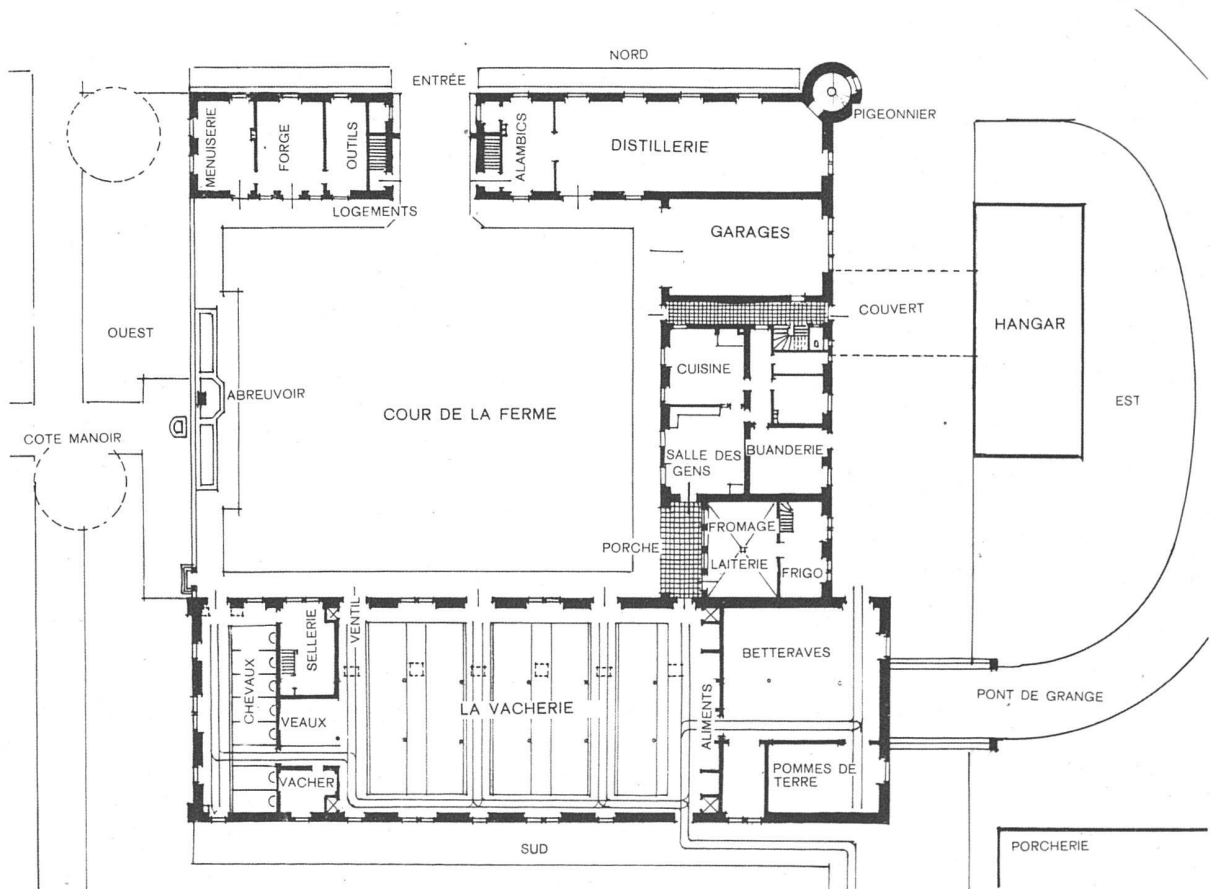 NORD
ENTRÉE
PIGEONNIER
MENUISERIE
FORGE
OUTILS
ALAMBICS
DISTILLERIE
LOGEMENTS
GARAGES
COUVERT
HANGAR
OUEST
CUISINE
ABREUVOIR
EST
COUR DE LA FERME
COTE MANOIR
SALLE DES
GENS
BUANDERIE
FROMAGE
PORCHE
LAITERIE
FRIGO
VENTIL
SELLERIE
CHEVAUX
BETTERAVES
VEAUX
LA VACHERIE
ALIMENTS
PONT DE GRANGE
VACHER
POMMES DE
TERRE
SUD
PORCHERIE